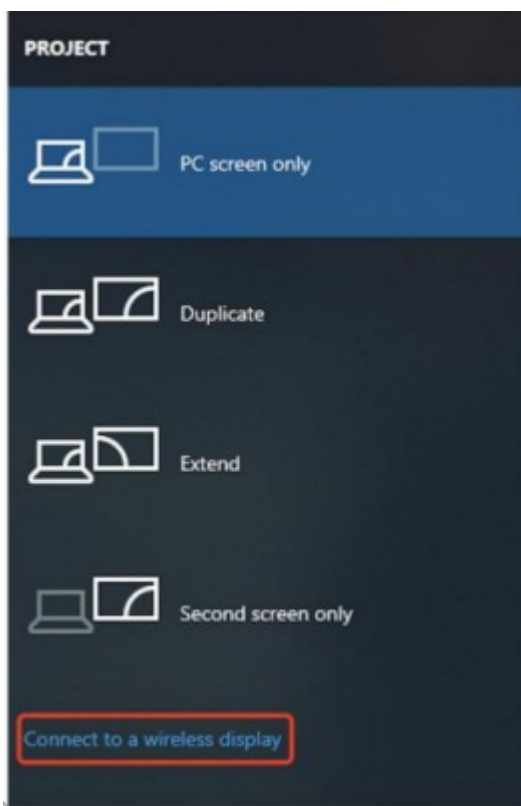 PROJECT
PC screen only
Duplicate
Extend
Second screen only
Connect to a wireless display